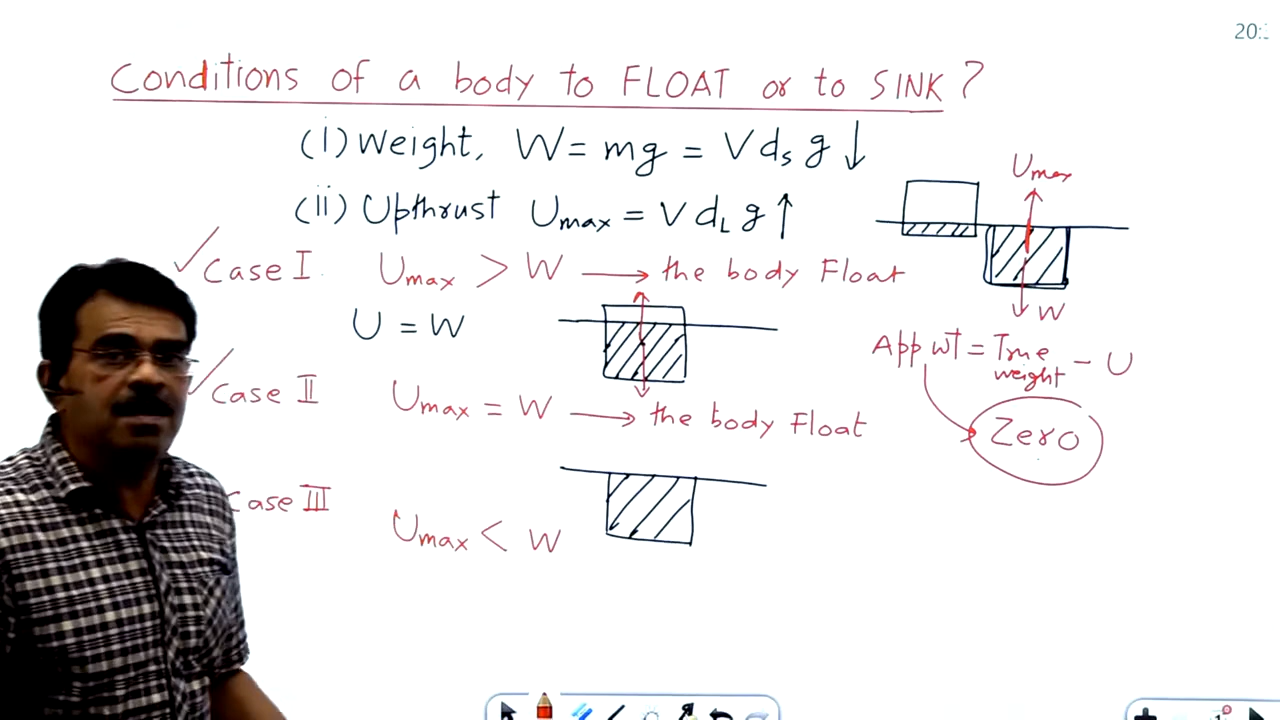 20:
Conditions of a body to FLOAT or to SINK ?
(i) Weight, W = mg = V ds g ↓
(ii) Upthrust Umax = V dL g ↑
Umax
Case I Umax > W → the body Float
W
U = W
App wt = True weight - U
Case II Umax = W → the body Float
Zero
Case III
Umax < W